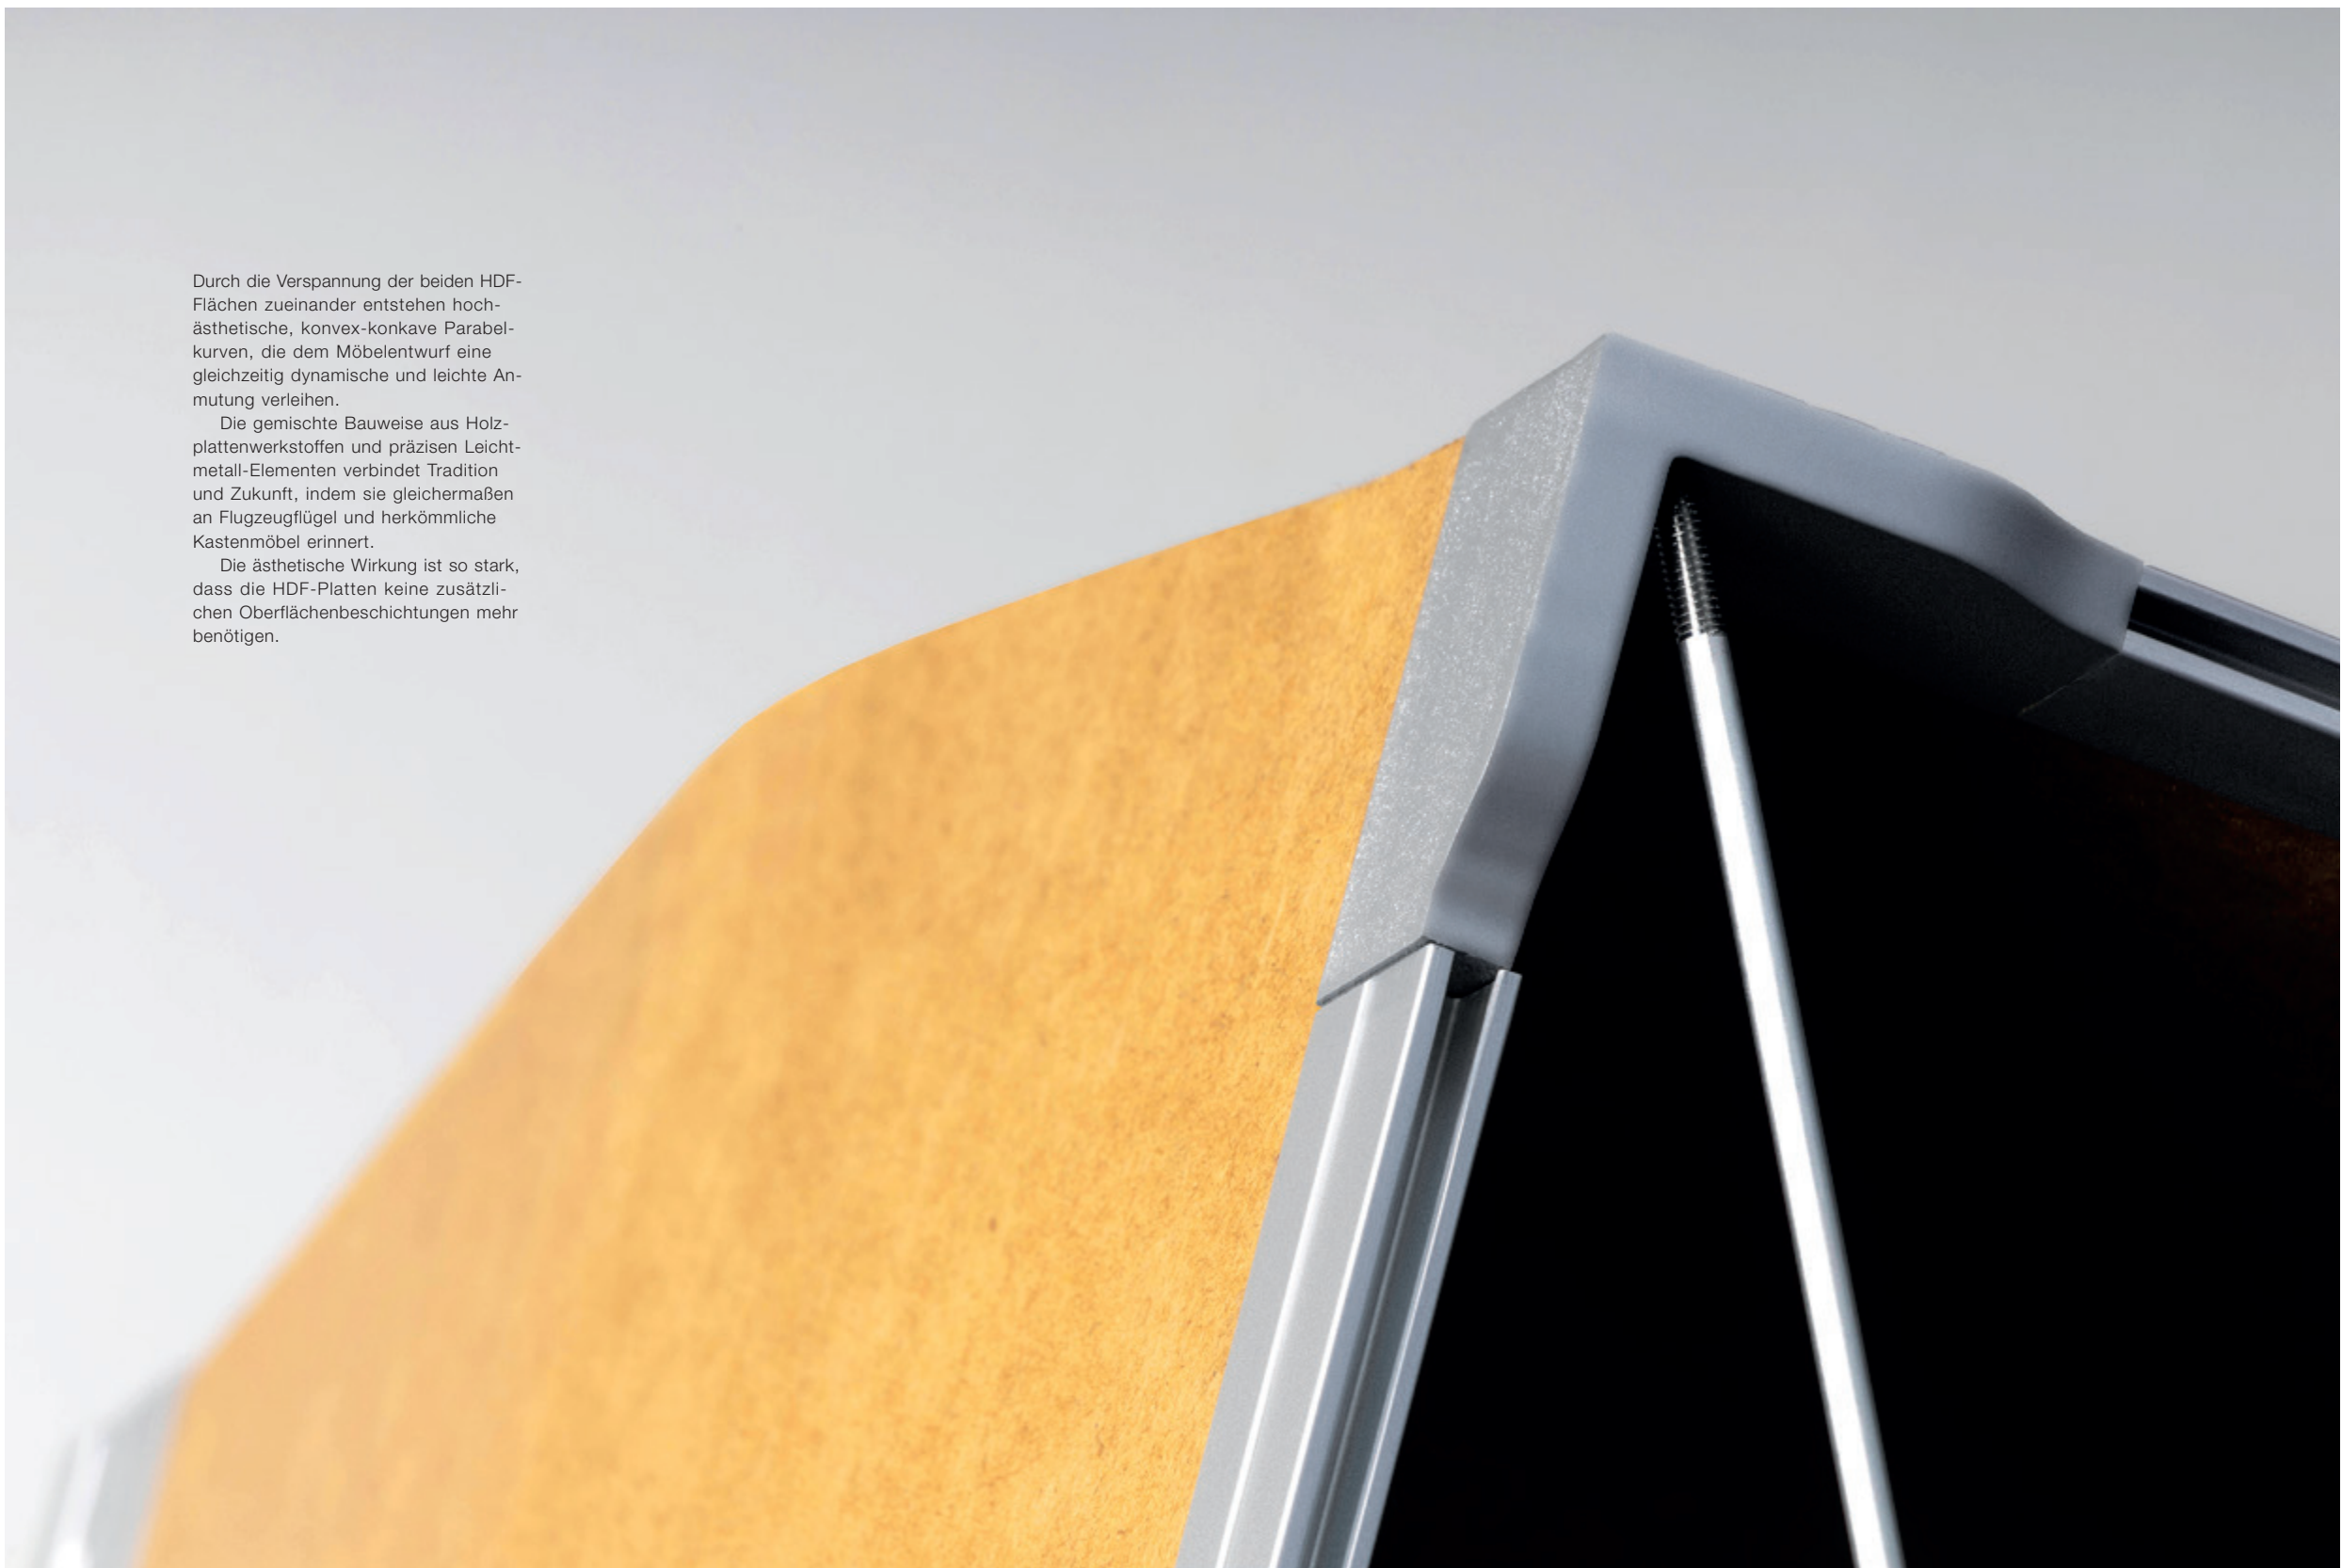 Durch die Verspannung der beiden HDF-
Flächen zueinander entstehen hoch-
ästhetische, konvex-konkave Parabel-
kurven, die dem Möbelentwurf eine
gleichzeitig dynamische und leichte An-
mutung verleihen.
Die gemischte Bauweise aus Holz-
plattenwerkstoffen und präzisen Leicht-
metall-Elementen verbindet Tradition
und Zukunft, indem sie gleichermaßen
an Flugzeugflügel und herkömmliche
Kastenmöbel erinnert.
Die ästhetische Wirkung ist so stark,
dass die HDF-Platten keine zusätzli-
chen Oberflächenbeschichtungen mehr
benötigen.